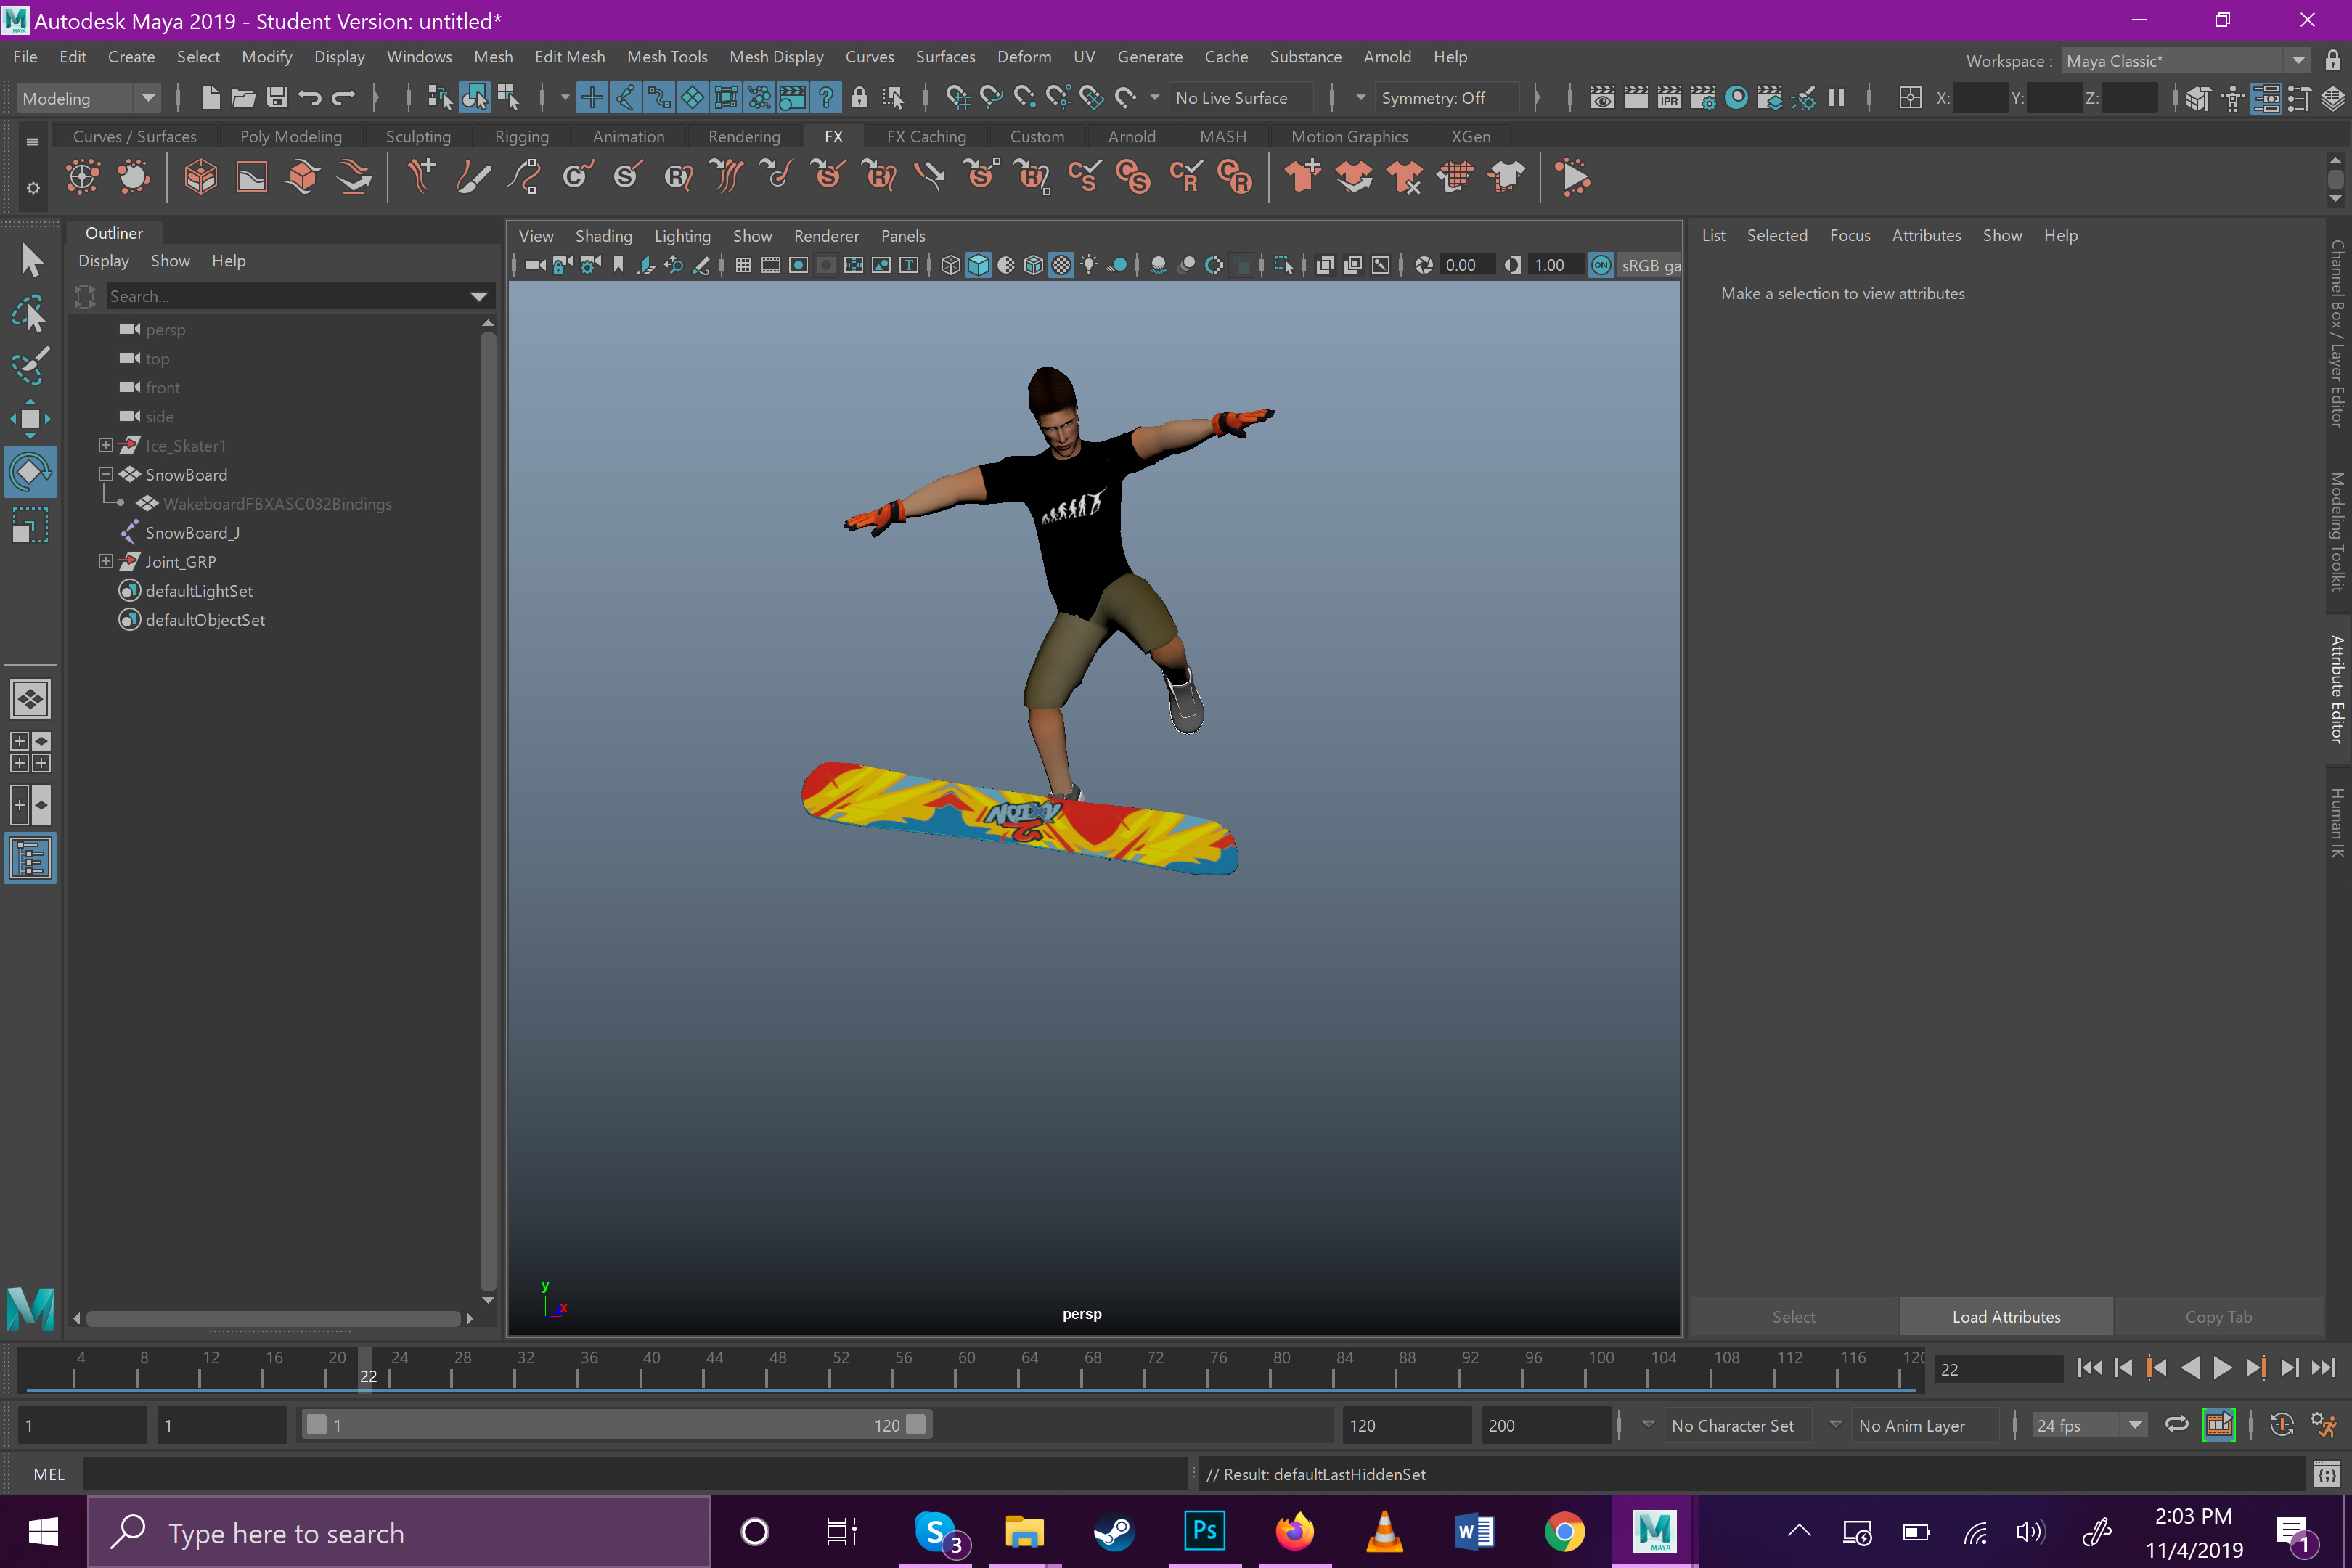 Autodesk Maya 2019 - Student Version: untitled*
File Edit Create Select Modify Display Windows Mesh Edit Mesh Mesh Tools Mesh Display Curves Surfaces Deform UV Generate Cache Substance Arnold Help Workspace : Maya Classic*
Modeling No Live Surface Symmetry: Off IPR X: Y: Z:
Curves / Surfaces Poly Modeling Sculpting Rigging Animation Rendering FX FX Caching Custom Arnold MASH Motion Graphics XGen
Outliner
Display Show Help
Search...
persp
top
front
side
Ice_Skater1
SnowBoard
WakeboardFBXASC032Bindings
SnowBoard_J
Joint_GRP
defaultLightSet
defaultObjectSet
View Shading Lighting Show Renderer Panels
0.00 1.00 ON sRGB ga
persp
y
x
List Selected Focus Attributes Show Help
Make a selection to view attributes
Channel Box / Layer Editor
Modeling Toolkit
Attribute Editor
Human IK
Select Load Attributes Copy Tab
4 8 12 16 20 24 28 32 36 40 44 48 52 56 60 64 68 72 76 80 84 88 92 96 100 104 108 112 116 120
22 22
1 1 1 120 120 200 No Character Set No Anim Layer 24 fps
MEL // Result: defaultLastHiddenSet
Type here to search
S 3 Ps W M MAYA
2:03 PM
11/4/2019
1